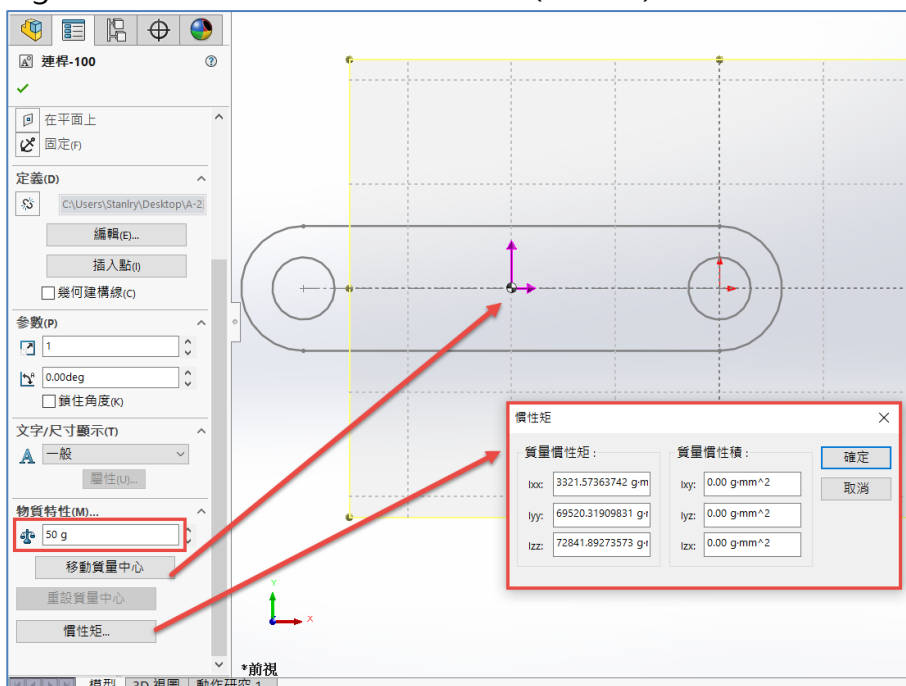 連桿-100
在平面上
固定(F)
定義(D)
C:\Users\Stanlry\Desktop\A-2
編輯(E)...
插入點(I)
幾何建構線(C)
參數(P)
1
0.00deg
鎖住角度(K)
文字/尺寸顯示(T)
一般
屬性(U)...
物質特性(M)...
50 g
移動質量中心
重設質量中心
慣性矩...
慣性矩
質量慣性矩：
Ixx: 3321.57363742 g·m
Iyy: 69520.31909831 g·
Izz: 72841.89273573 g·
質量慣性積：
Ixy: 0.00 g·mm^2
Iyz: 0.00 g·mm^2
Izx: 0.00 g·mm^2
確定
取消
Y
X
*前視
模型
3D 視圖
動作研究 1